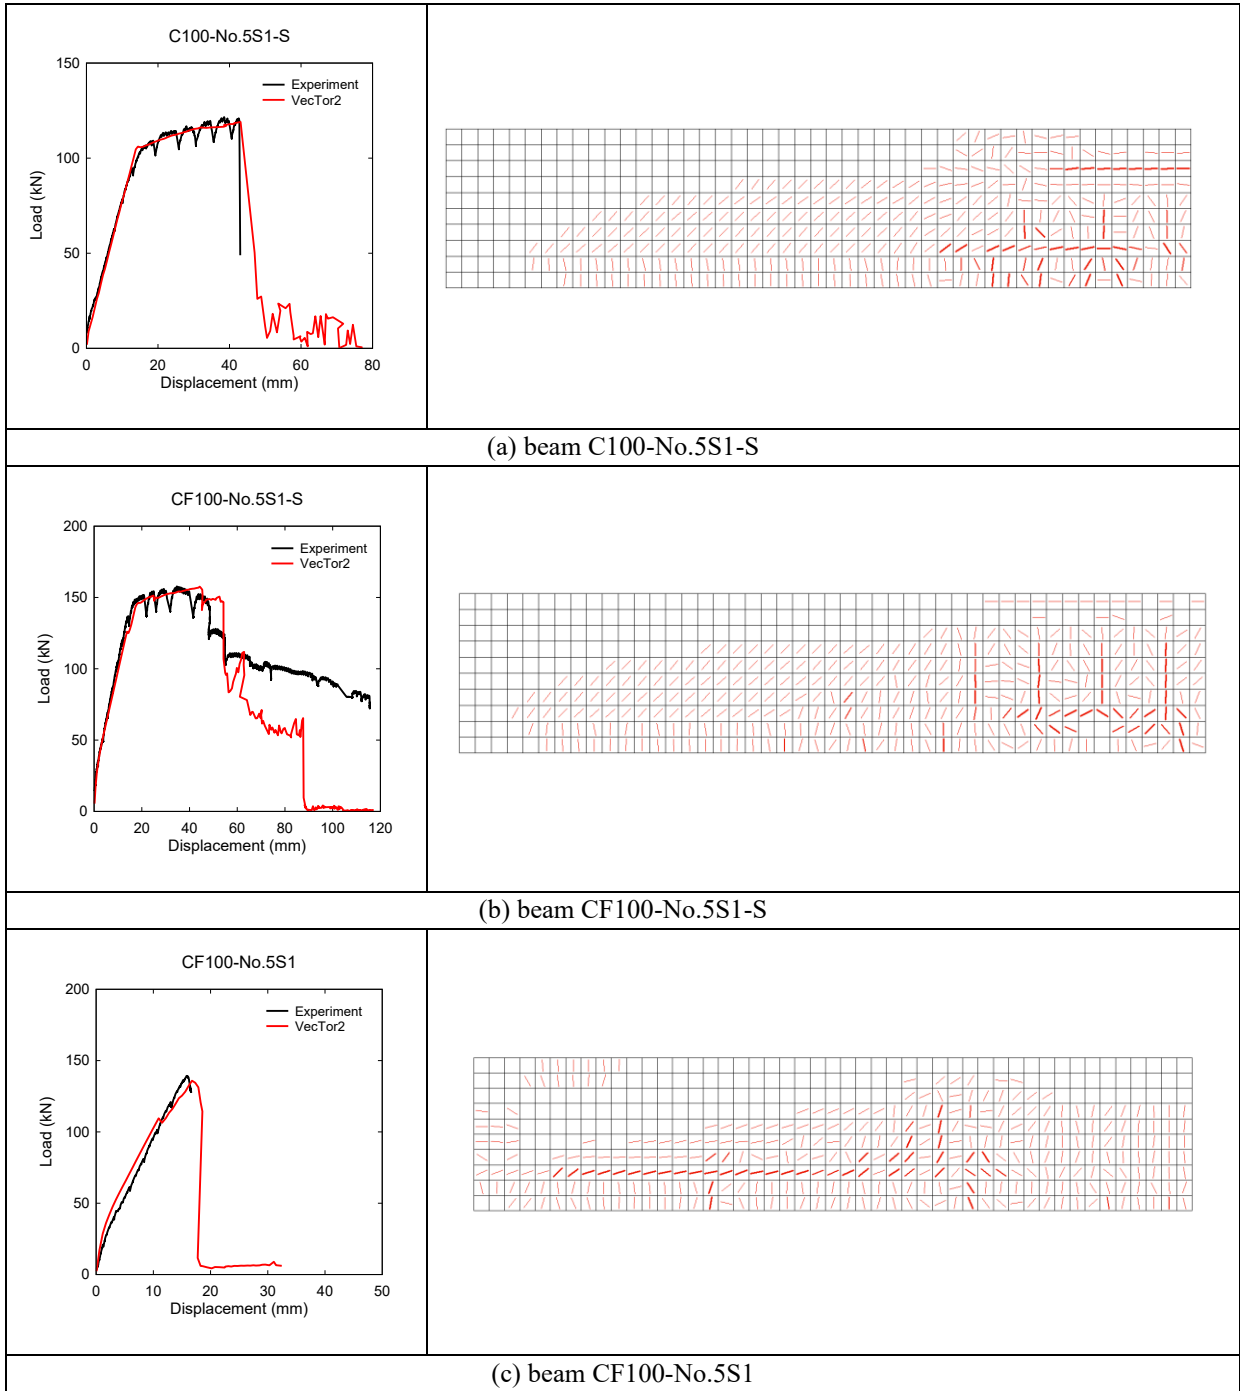 C100-No.5S1-S
150
100
50
0
Load (kN)
Experiment
VecTor2
0 20 40 60 80
Displacement (mm)
(a) beam C100-No.5S1-S
CF100-No.5S1-S
200
150
100
50
0
Load (kN)
Experiment
VecTor2
0 20 40 60 80 100 120
Displacement (mm)
(b) beam CF100-No.5S1-S
CF100-No.5S1
200
150
100
50
0
Load (kN)
Experiment
VecTor2
0 10 20 30 40 50
Displacement (mm)
(c) beam CF100-No.5S1